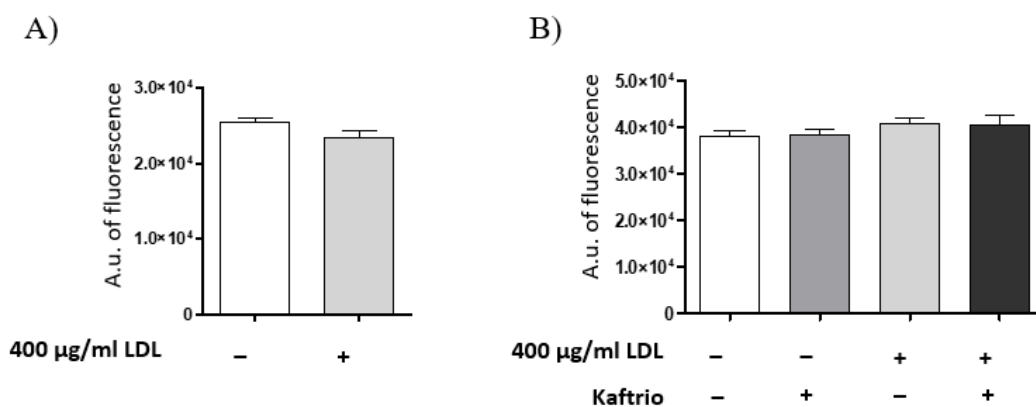 A)
A.u. of fluorescence
3.0×10⁴
2.0×10⁴
1.0×10⁴
0
400 µg/ml LDL – +
B)
A.u. of fluorescence
5.0×10⁴
4.0×10⁴
3.0×10⁴
2.0×10⁴
1.0×10⁴
0
400 µg/ml LDL – – + +
Kaftrio – + – +